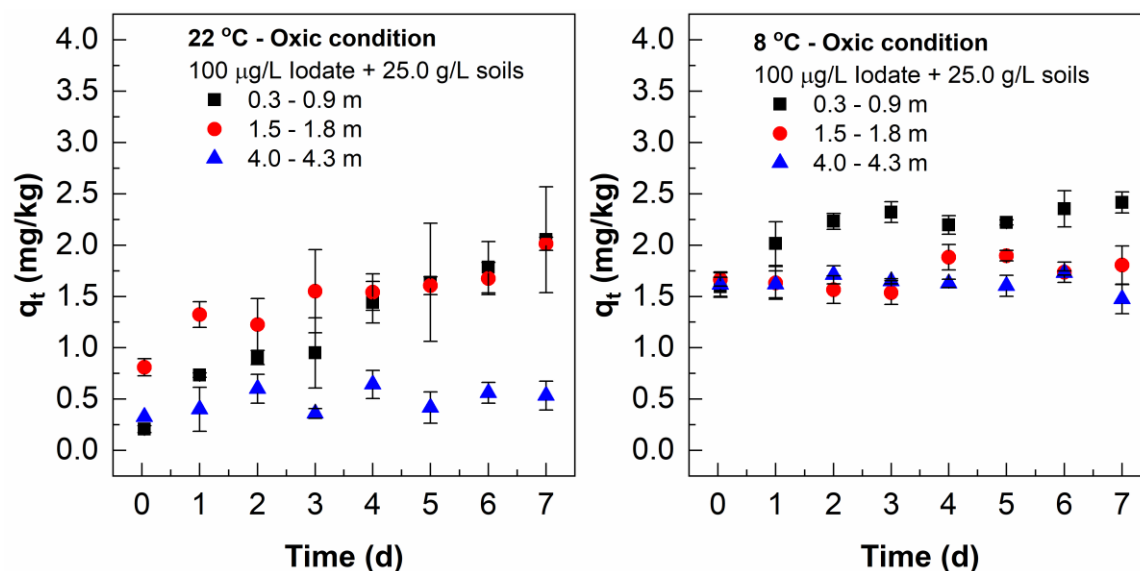 22 °C - Oxic condition
100 μg/L Iodate + 25.0 g/L soils
0.3 - 0.9 m
1.5 - 1.8 m
4.0 - 4.3 m
qt (mg/kg)
4.0
3.5
3.0
2.5
2.0
1.5
1.0
0.5
0.0
0 1 2 3 4 5 6 7
Time (d)
8 °C - Oxic condition
100 μg/L Iodate + 25.0 g/L soils
0.3 - 0.9 m
1.5 - 1.8 m
4.0 - 4.3 m
qt (mg/kg)
4.0
3.5
3.0
2.5
2.0
1.5
1.0
0.5
0.0
0 1 2 3 4 5 6 7
Time (d)